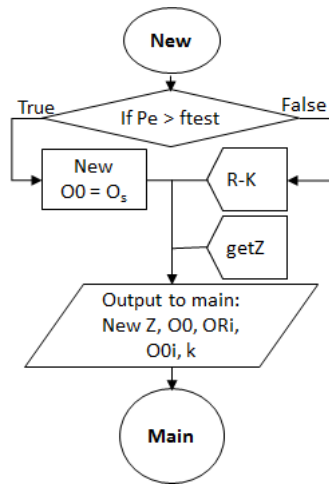 New
True
If Pe > ftest
False
New
O0 = Oₛ
R-K
getZ
Output to main:
New Z, O0, ORi,
O0i, k
Main